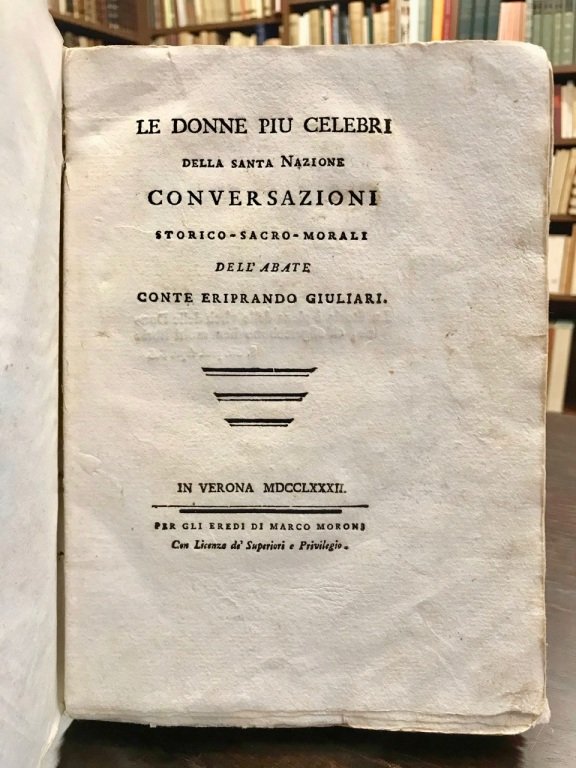 LE DONNE PIU CELEBRI
DELLA SANTA NAZIONE
CONVERSAZIONI
STORICO-SACRO-MORALI
DELL'ABATE
CONTE ERIPRANDO GIULIARI.
IN VERONA MDCCLXXXII.
PER GLI EREDI DI MARCO MORONI
Con Licenza de' Superiori e Privilegio.